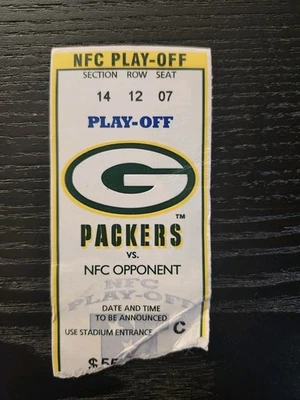 NFC PLAY-OFF
SECTION ROW SEAT
14 12 07
PLAY-OFF
G
TM
PACKERS
vs.
NFC OPPONENT
NFC
PLAY-OFF
DATE AND TIME
TO BE ANNOUNCED
USE STADIUM ENTRANCE C